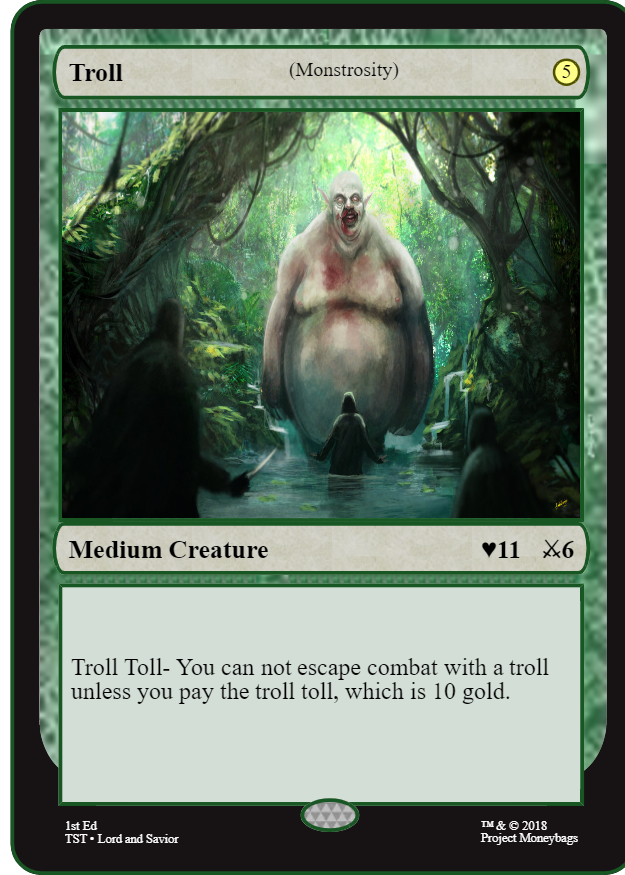 Troll (Monstrosity) 5
Medium Creature ♥11 ⚔6
Troll Toll- You can not escape combat with a troll
unless you pay the troll toll, which is 10 gold.
1st Ed
TST • Lord and Savior
™ & © 2018
Project Moneybags